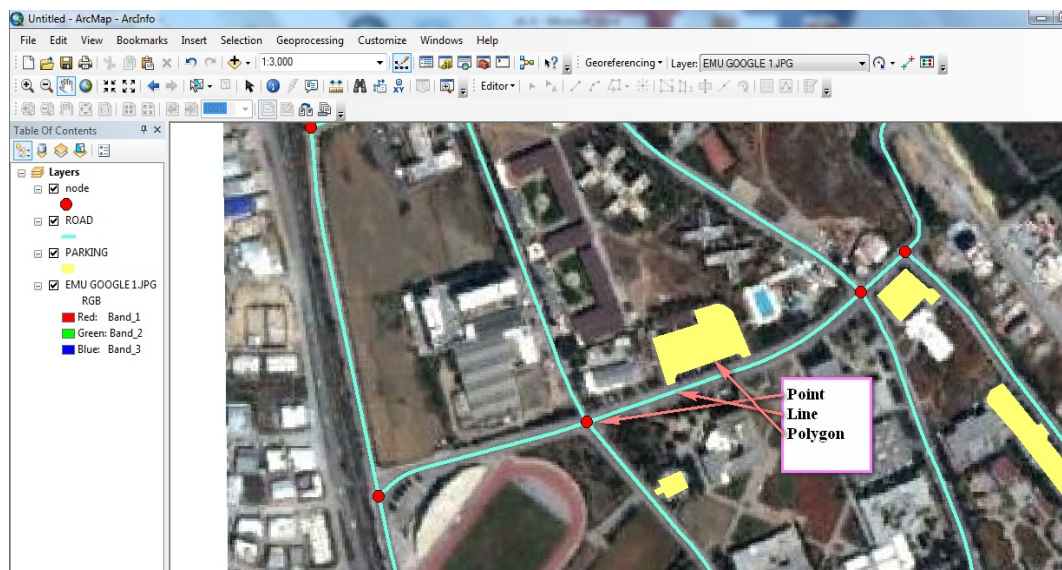 Untitled - ArcMap - ArcInfo
File Edit View Bookmarks Insert Selection Geoprocessing Customize Windows Help
1:3,000 Georeferencing Layer: EMU GOOGLE 1.JPG
Editor
100%
Table Of Contents
Layers
node
ROAD
PARKING
EMU GOOGLE 1.JPG
RGB
Red: Band_1
Green: Band_2
Blue: Band_3
Point
Line
Polygon